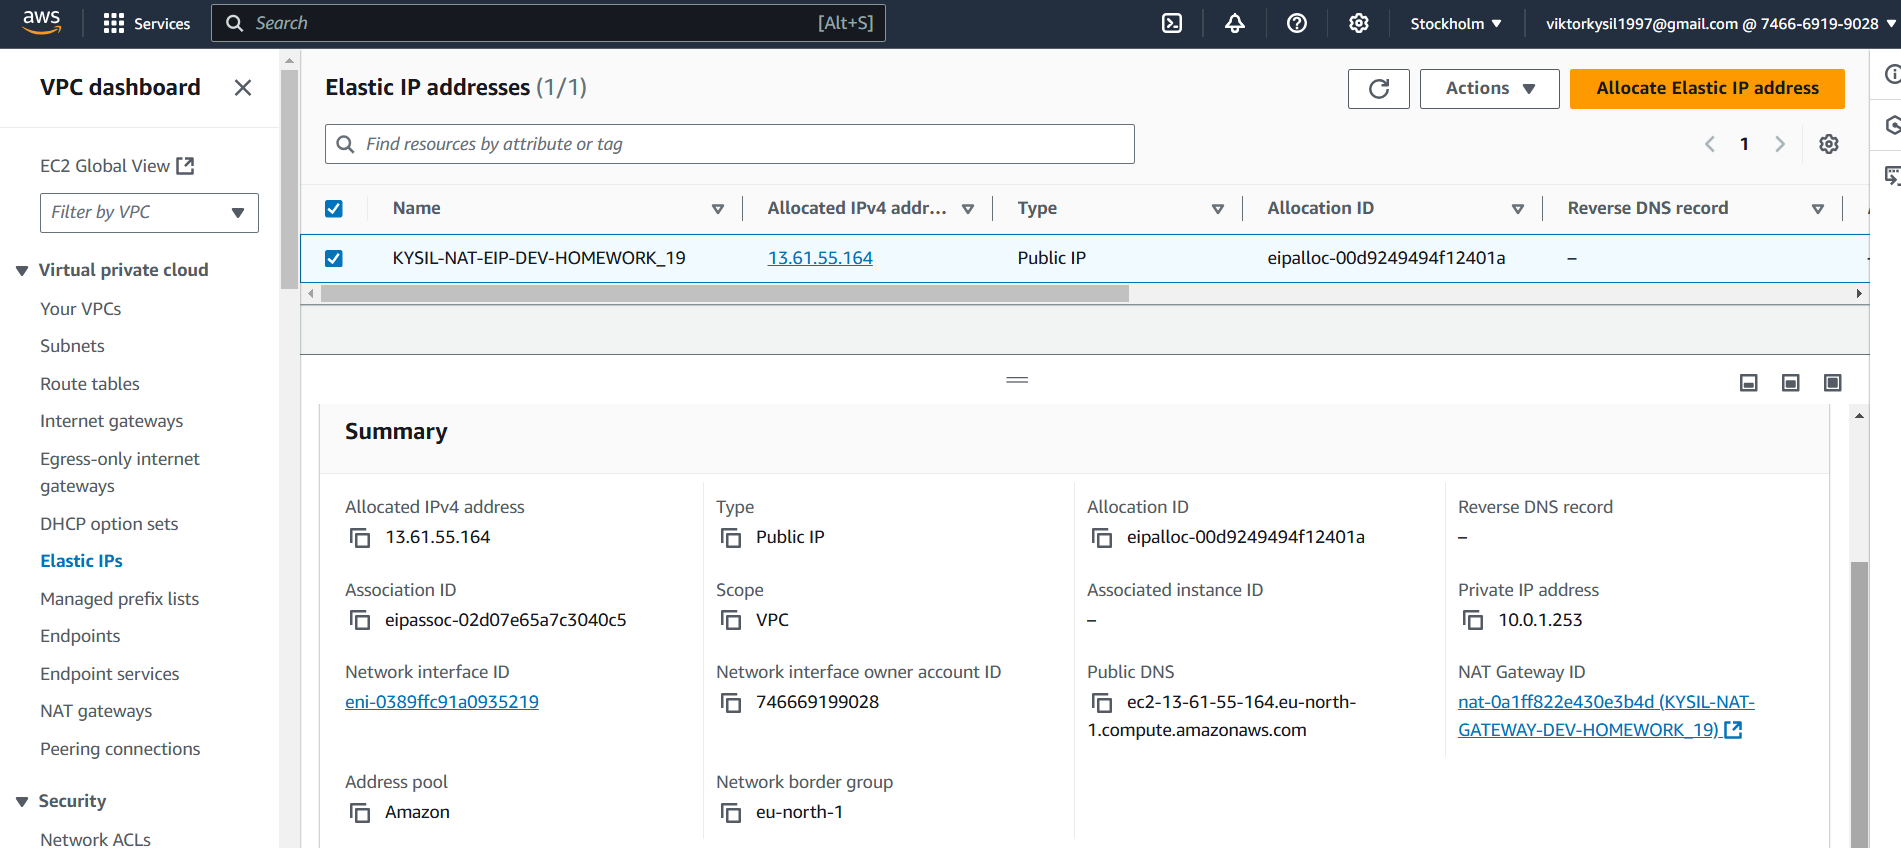 aws
Services
Search
[Alt+S]
Stockholm
viktorkysil1997@gmail.com @ 7466-6919-9028
VPC dashboard
EC2 Global View
Filter by VPC
Virtual private cloud
Your VPCs
Subnets
Route tables
Internet gateways
Egress-only internet
gateways
DHCP option sets
Elastic IPs
Managed prefix lists
Endpoints
Endpoint services
NAT gateways
Peering connections
Security
Network ACLs
Elastic IP addresses (1/1)
Actions
Allocate Elastic IP address
Find resources by attribute or tag
1
Name
Allocated IPv4 addr...
Type
Allocation ID
Reverse DNS record
KYSIL-NAT-EIP-DEV-HOMEWORK_19
13.61.55.164
Public IP
eipalloc-00d9249494f12401a
–
Summary
Allocated IPv4 address
13.61.55.164
Type
Public IP
Allocation ID
eipalloc-00d9249494f12401a
Reverse DNS record
–
Association ID
eipassoc-02d07e65a7c3040c5
Scope
VPC
Associated instance ID
–
Private IP address
10.0.1.253
Network interface ID
eni-0389ffc91a0935219
Network interface owner account ID
746669199028
Public DNS
ec2-13-61-55-164.eu-north-
1.compute.amazonaws.com
NAT Gateway ID
nat-0a1ff822e430e3b4d (KYSIL-NAT-
GATEWAY-DEV-HOMEWORK_19)
Address pool
Amazon
Network border group
eu-north-1